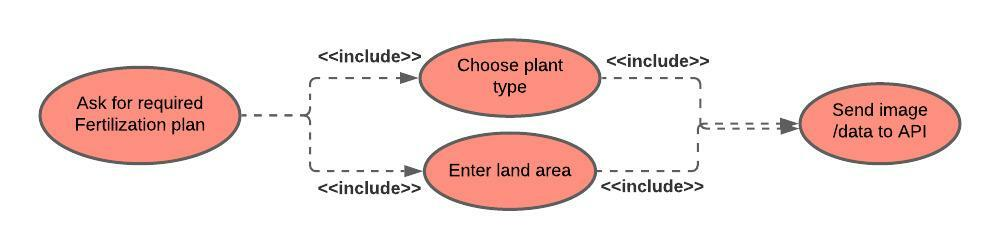 Ask for required
Fertilization plan
<<include>>
<<include>>
Choose plant
type
Enter land area
<<include>>
<<include>>
Send image
/data to API